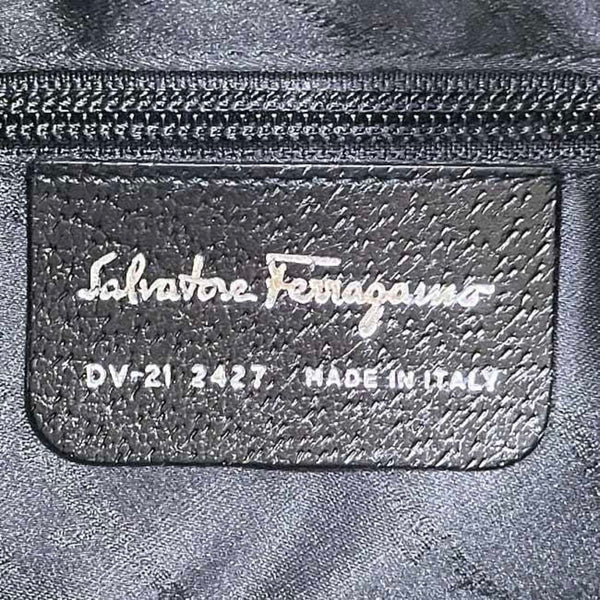 Salvatore Ferragamo
DV-21 2427 MADE IN ITALY